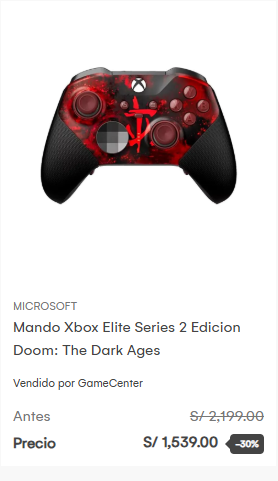 MICROSOFT
Mando Xbox Elite Series 2 Edicion
Doom: The Dark Ages
Vendido por GameCenter
Antes S/ 2,199.00
Precio S/ 1,539.00 -30%